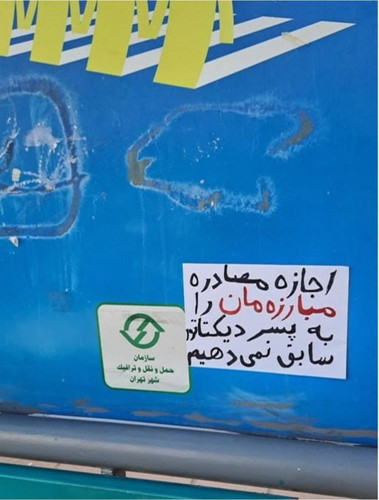 اجازه مصادره
مبارزه‌مان را
به پسر دیکتاتور
سابق نمی‌دهیم
سازمان
حمل و نقل و ترافیک
شهر تهران